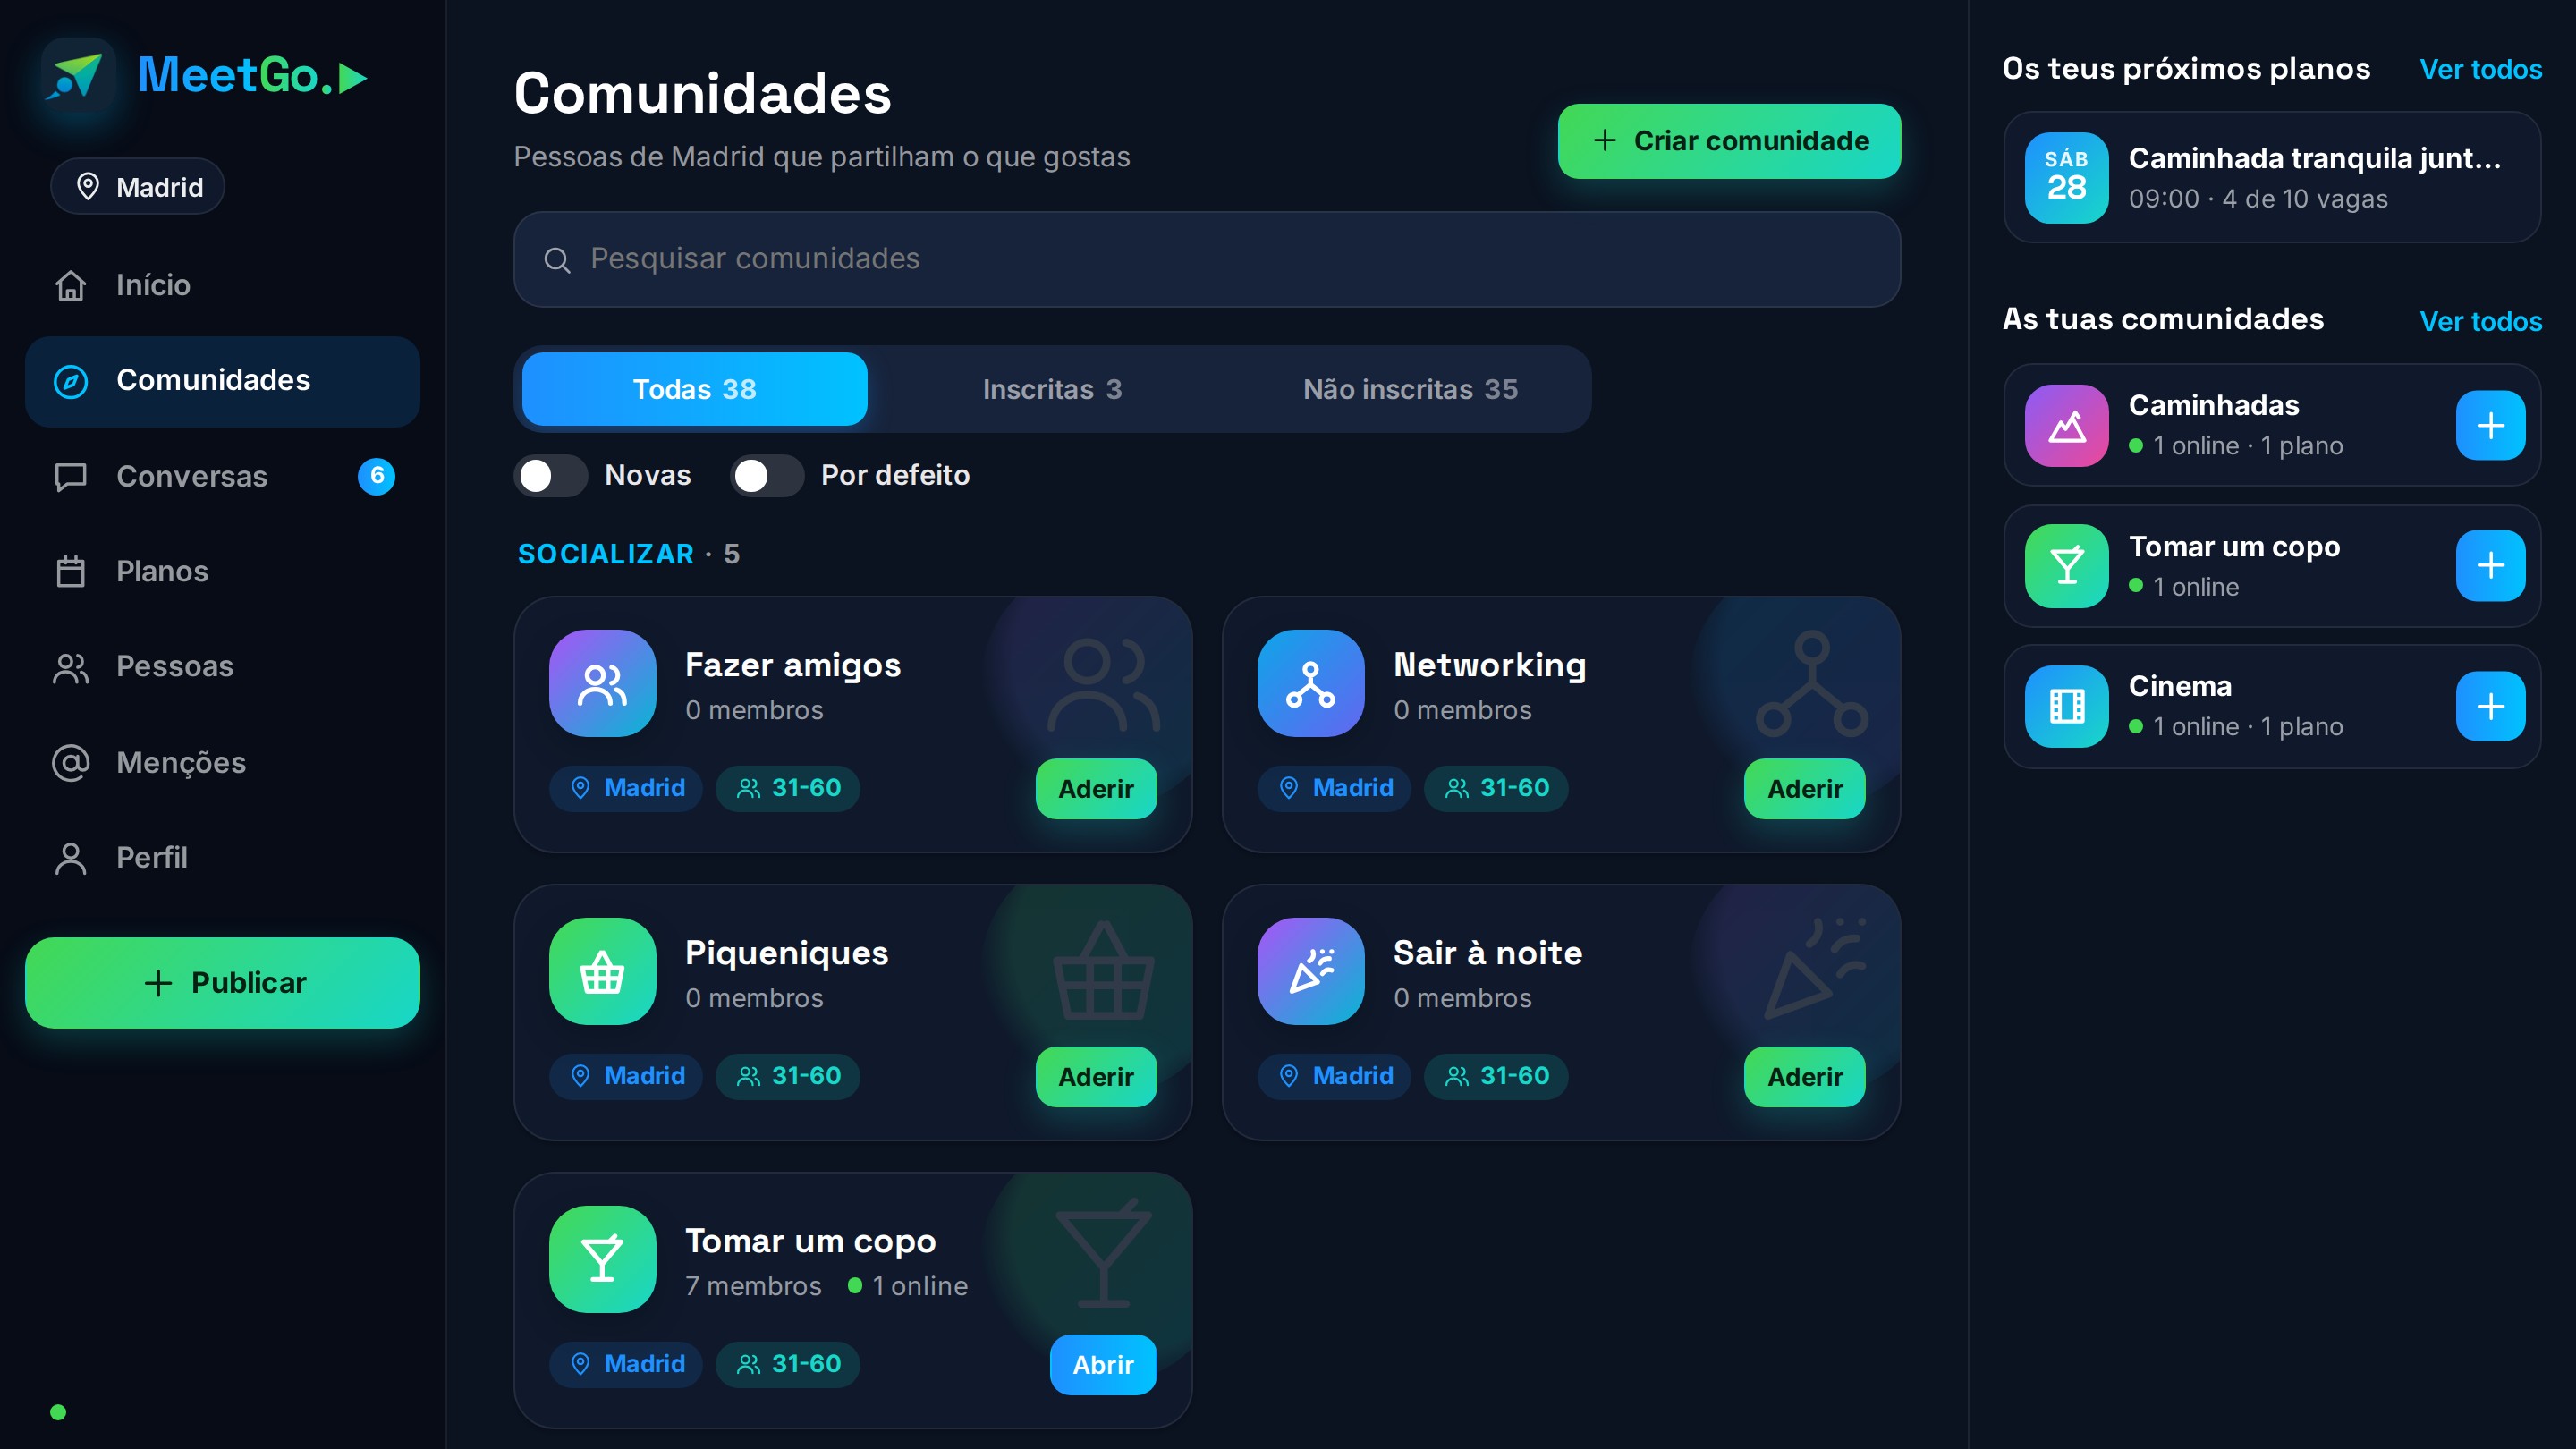 MeetGo.
Madrid
Início
Comunidades
Conversas 6
Planos
Pessoas
Menções
Perfil
Publicar
Comunidades
Pessoas de Madrid que partilham o que gostas
Criar comunidade
Pesquisar comunidades
Todas 38 Inscritas 3 Não inscritas 35
Novas Por defeito
SOCIALIZAR · 5
Fazer amigos
0 membros
Madrid 31-60 Aderir
Networking
0 membros
Madrid 31-60 Aderir
Piqueniques
0 membros
Madrid 31-60 Aderir
Sair à noite
0 membros
Madrid 31-60 Aderir
Tomar um copo
7 membros 1 online
Madrid 31-60 Abrir
Os teus próximos planos Ver todos
SÁB
28
Caminhada tranquila junt...
09:00 · 4 de 10 vagas
As tuas comunidades Ver todos
Caminhadas
1 online · 1 plano
Tomar um copo
1 online
Cinema
1 online · 1 plano